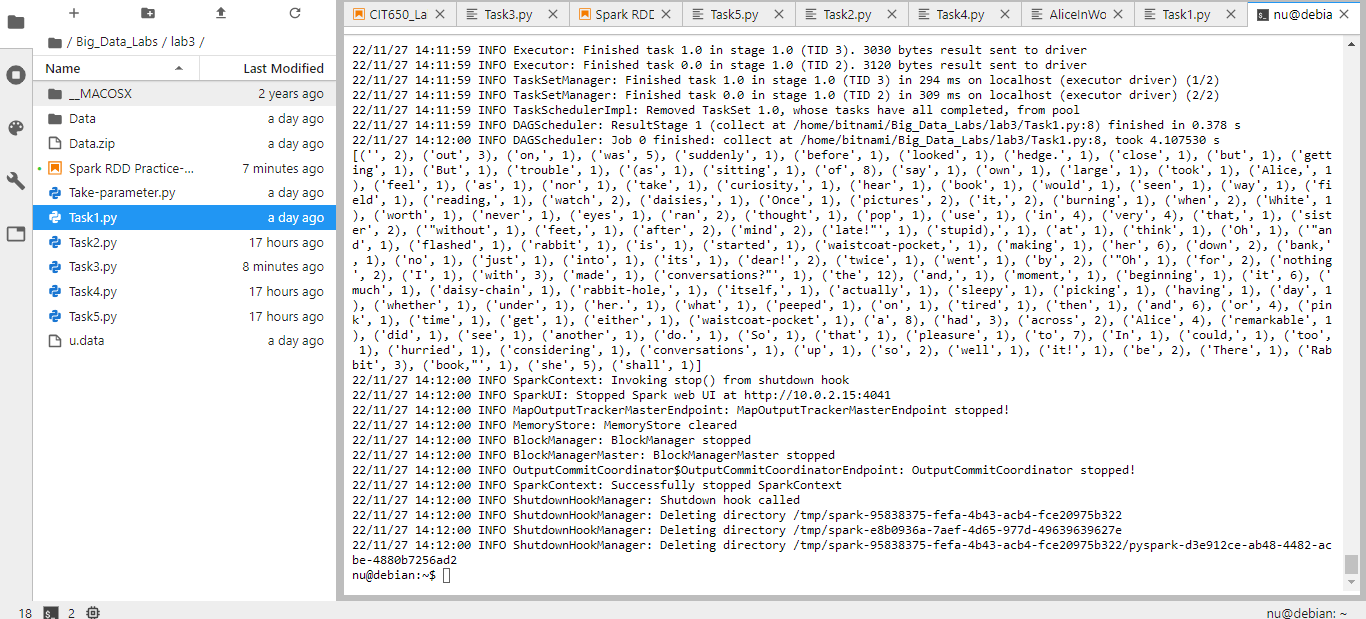 CIT650_La
Task3.py
Spark RDD
Task5.py
Task2.py
Task4.py
AliceInWo
Task1.py
nu@debia
/ Big_Data_Labs / lab3 /
Name Last Modified
__MACOSX 2 years ago
Data a day ago
Data.zip a day ago
Spark RDD Practice-... 7 minutes ago
Take-parameter.py a day ago
Task1.py a day ago
Task2.py 17 hours ago
Task3.py 8 minutes ago
Task4.py 17 hours ago
Task5.py 17 hours ago
u.data a day ago
22/11/27 14:11:59 INFO Executor: Finished task 1.0 in stage 1.0 (TID 3). 3030 bytes result sent to driver
22/11/27 14:11:59 INFO Executor: Finished task 0.0 in stage 1.0 (TID 2). 3120 bytes result sent to driver
22/11/27 14:11:59 INFO TaskSetManager: Finished task 1.0 in stage 1.0 (TID 3) in 294 ms on localhost (executor driver) (1/2)
22/11/27 14:11:59 INFO TaskSetManager: Finished task 0.0 in stage 1.0 (TID 2) in 309 ms on localhost (executor driver) (2/2)
22/11/27 14:11:59 INFO TaskSchedulerImpl: Removed TaskSet 1.0, whose tasks have all completed, from pool
22/11/27 14:11:59 INFO DAGScheduler: ResultStage 1 (collect at /home/bitnami/Big_Data_Labs/lab3/Task1.py:8) finished in 0.378 s
22/11/27 14:12:00 INFO DAGScheduler: Job 0 finished: collect at /home/bitnami/Big_Data_Labs/lab3/Task1.py:8, took 4.107530 s
[('', 2), ('out', 3), ('on,', 1), ('was', 5), ('suddenly', 1), ('before', 1), ('looked', 1), ('hedge.', 1), ('close', 1), ('but', 1), ('gett
ing', 1), ('But', 1), ('trouble', 1), ('(as', 1), ('sitting', 1), ('of', 8), ('say', 1), ('own', 1), ('large', 1), ('took', 1), ('Alice,', 1
), ('feel', 1), ('as', 1), ('nor', 1), ('take', 1), ('curiosity,', 1), ('hear', 1), ('book', 1), ('would', 1), ('seen', 1), ('way', 1), ('fi
eld', 1), ('reading,', 1), ('watch', 2), ('daisies,', 1), ('Once', 1), ('pictures', 2), ('it,', 2), ('burning', 1), ('when', 2), ('White', 1
), ('worth', 1), ('never', 1), ('eyes', 1), ('ran', 2), ('thought', 1), ('pop', 1), ('use', 1), ('in', 4), ('very', 4), ('that,', 1), ('sist
er', 2), ('"without', 1), ('feet,', 1), ('after', 2), ('mind', 2), ('late!"', 1), ('stupid),', 1), ('at', 1), ('think', 1), ('Oh', 1), ('"an
d', 1), ('flashed', 1), ('rabbit', 1), ('is', 1), ('started', 1), ('waistcoat-pocket,', 1), ('making', 1), ('her', 6), ('down', 2), ('bank,'
, 1), ('no', 1), ('just', 1), ('into', 1), ('its', 1), ('dear!', 2), ('twice', 1), ('went', 1), ('by', 2), ('"Oh', 1), ('for', 2), ('nothing
', 2), ('I', 1), ('with', 3), ('made', 1), ('conversations?"', 1), ('the', 12), ('and,', 1), ('moment,', 1), ('beginning', 1), ('it', 6), ('
much', 1), ('daisy-chain', 1), ('rabbit-hole,', 1), ('itself,', 1), ('actually', 1), ('sleepy', 1), ('picking', 1), ('having', 1), ('day', 1
), ('whether', 1), ('under', 1), ('her.', 1), ('what', 1), ('peeped', 1), ('on', 1), ('tired', 1), ('then', 1), ('and', 6), ('or', 4), ('pin
k', 1), ('time', 1), ('get', 1), ('either', 1), ('waistcoat-pocket', 1), ('a', 8), ('had', 3), ('across', 2), ('Alice', 4), ('remarkable', 1
), ('did', 1), ('see', 1), ('another', 1), ('do.', 1), ('So', 1), ('that', 1), ('pleasure', 1), ('to', 7), ('In', 1), ('could,', 1), ('too',
 1), ('hurried', 1), ('considering', 1), ('conversations', 1), ('up', 1), ('so', 2), ('well', 1), ('it!', 1), ('be', 2), ('There', 1), ('Rab
bit', 3), ('book,"', 1), ('she', 5), ('shall', 1)]
22/11/27 14:12:00 INFO SparkContext: Invoking stop() from shutdown hook
22/11/27 14:12:00 INFO SparkUI: Stopped Spark web UI at http://10.0.2.15:4041
22/11/27 14:12:00 INFO MapOutputTrackerMasterEndpoint: MapOutputTrackerMasterEndpoint stopped!
22/11/27 14:12:00 INFO MemoryStore: MemoryStore cleared
22/11/27 14:12:00 INFO BlockManager: BlockManager stopped
22/11/27 14:12:00 INFO BlockManagerMaster: BlockManagerMaster stopped
22/11/27 14:12:00 INFO OutputCommitCoordinator$OutputCommitCoordinatorEndpoint: OutputCommitCoordinator stopped!
22/11/27 14:12:00 INFO SparkContext: Successfully stopped SparkContext
22/11/27 14:12:00 INFO ShutdownHookManager: Shutdown hook called
22/11/27 14:12:00 INFO ShutdownHookManager: Deleting directory /tmp/spark-95838375-fefa-4b43-acb4-fce20975b322
22/11/27 14:12:00 INFO ShutdownHookManager: Deleting directory /tmp/spark-e8b0936a-7aef-4d65-977d-49639639627e
22/11/27 14:12:00 INFO ShutdownHookManager: Deleting directory /tmp/spark-95838375-fefa-4b43-acb4-fce20975b322/pyspark-d3e912ce-ab48-4482-ac
be-4880b7256ad2
nu@debian:~$
18 2 nu@debian: ~